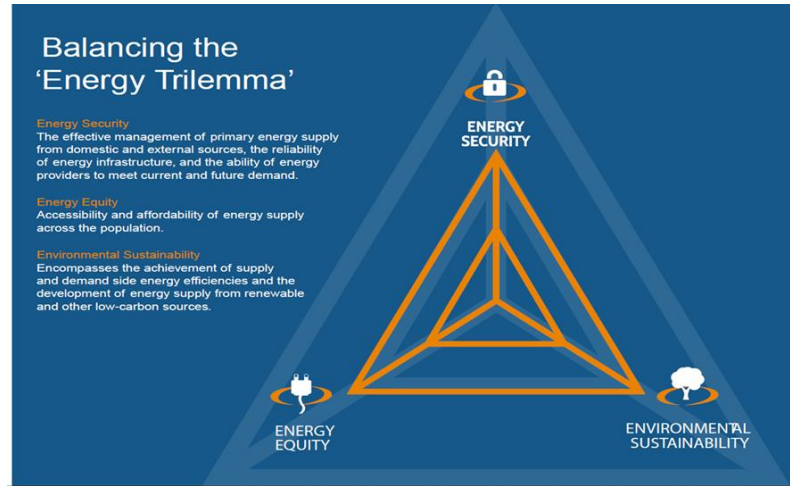 Balancing the
‘Energy Trilemma’
Energy Security
The effective management of primary energy supply
from domestic and external sources, the reliability
of energy infrastructure, and the ability of energy
providers to meet current and future demand.
Energy Equity
Accessibility and affordability of energy supply
across the population.
Environmental Sustainability
Encompasses the achievement of supply
and demand side energy efficiencies and the
development of energy supply from renewable
and other low-carbon sources.
ENERGY
SECURITY
ENERGY
EQUITY
ENVIRONMENTAL
SUSTAINABILITY